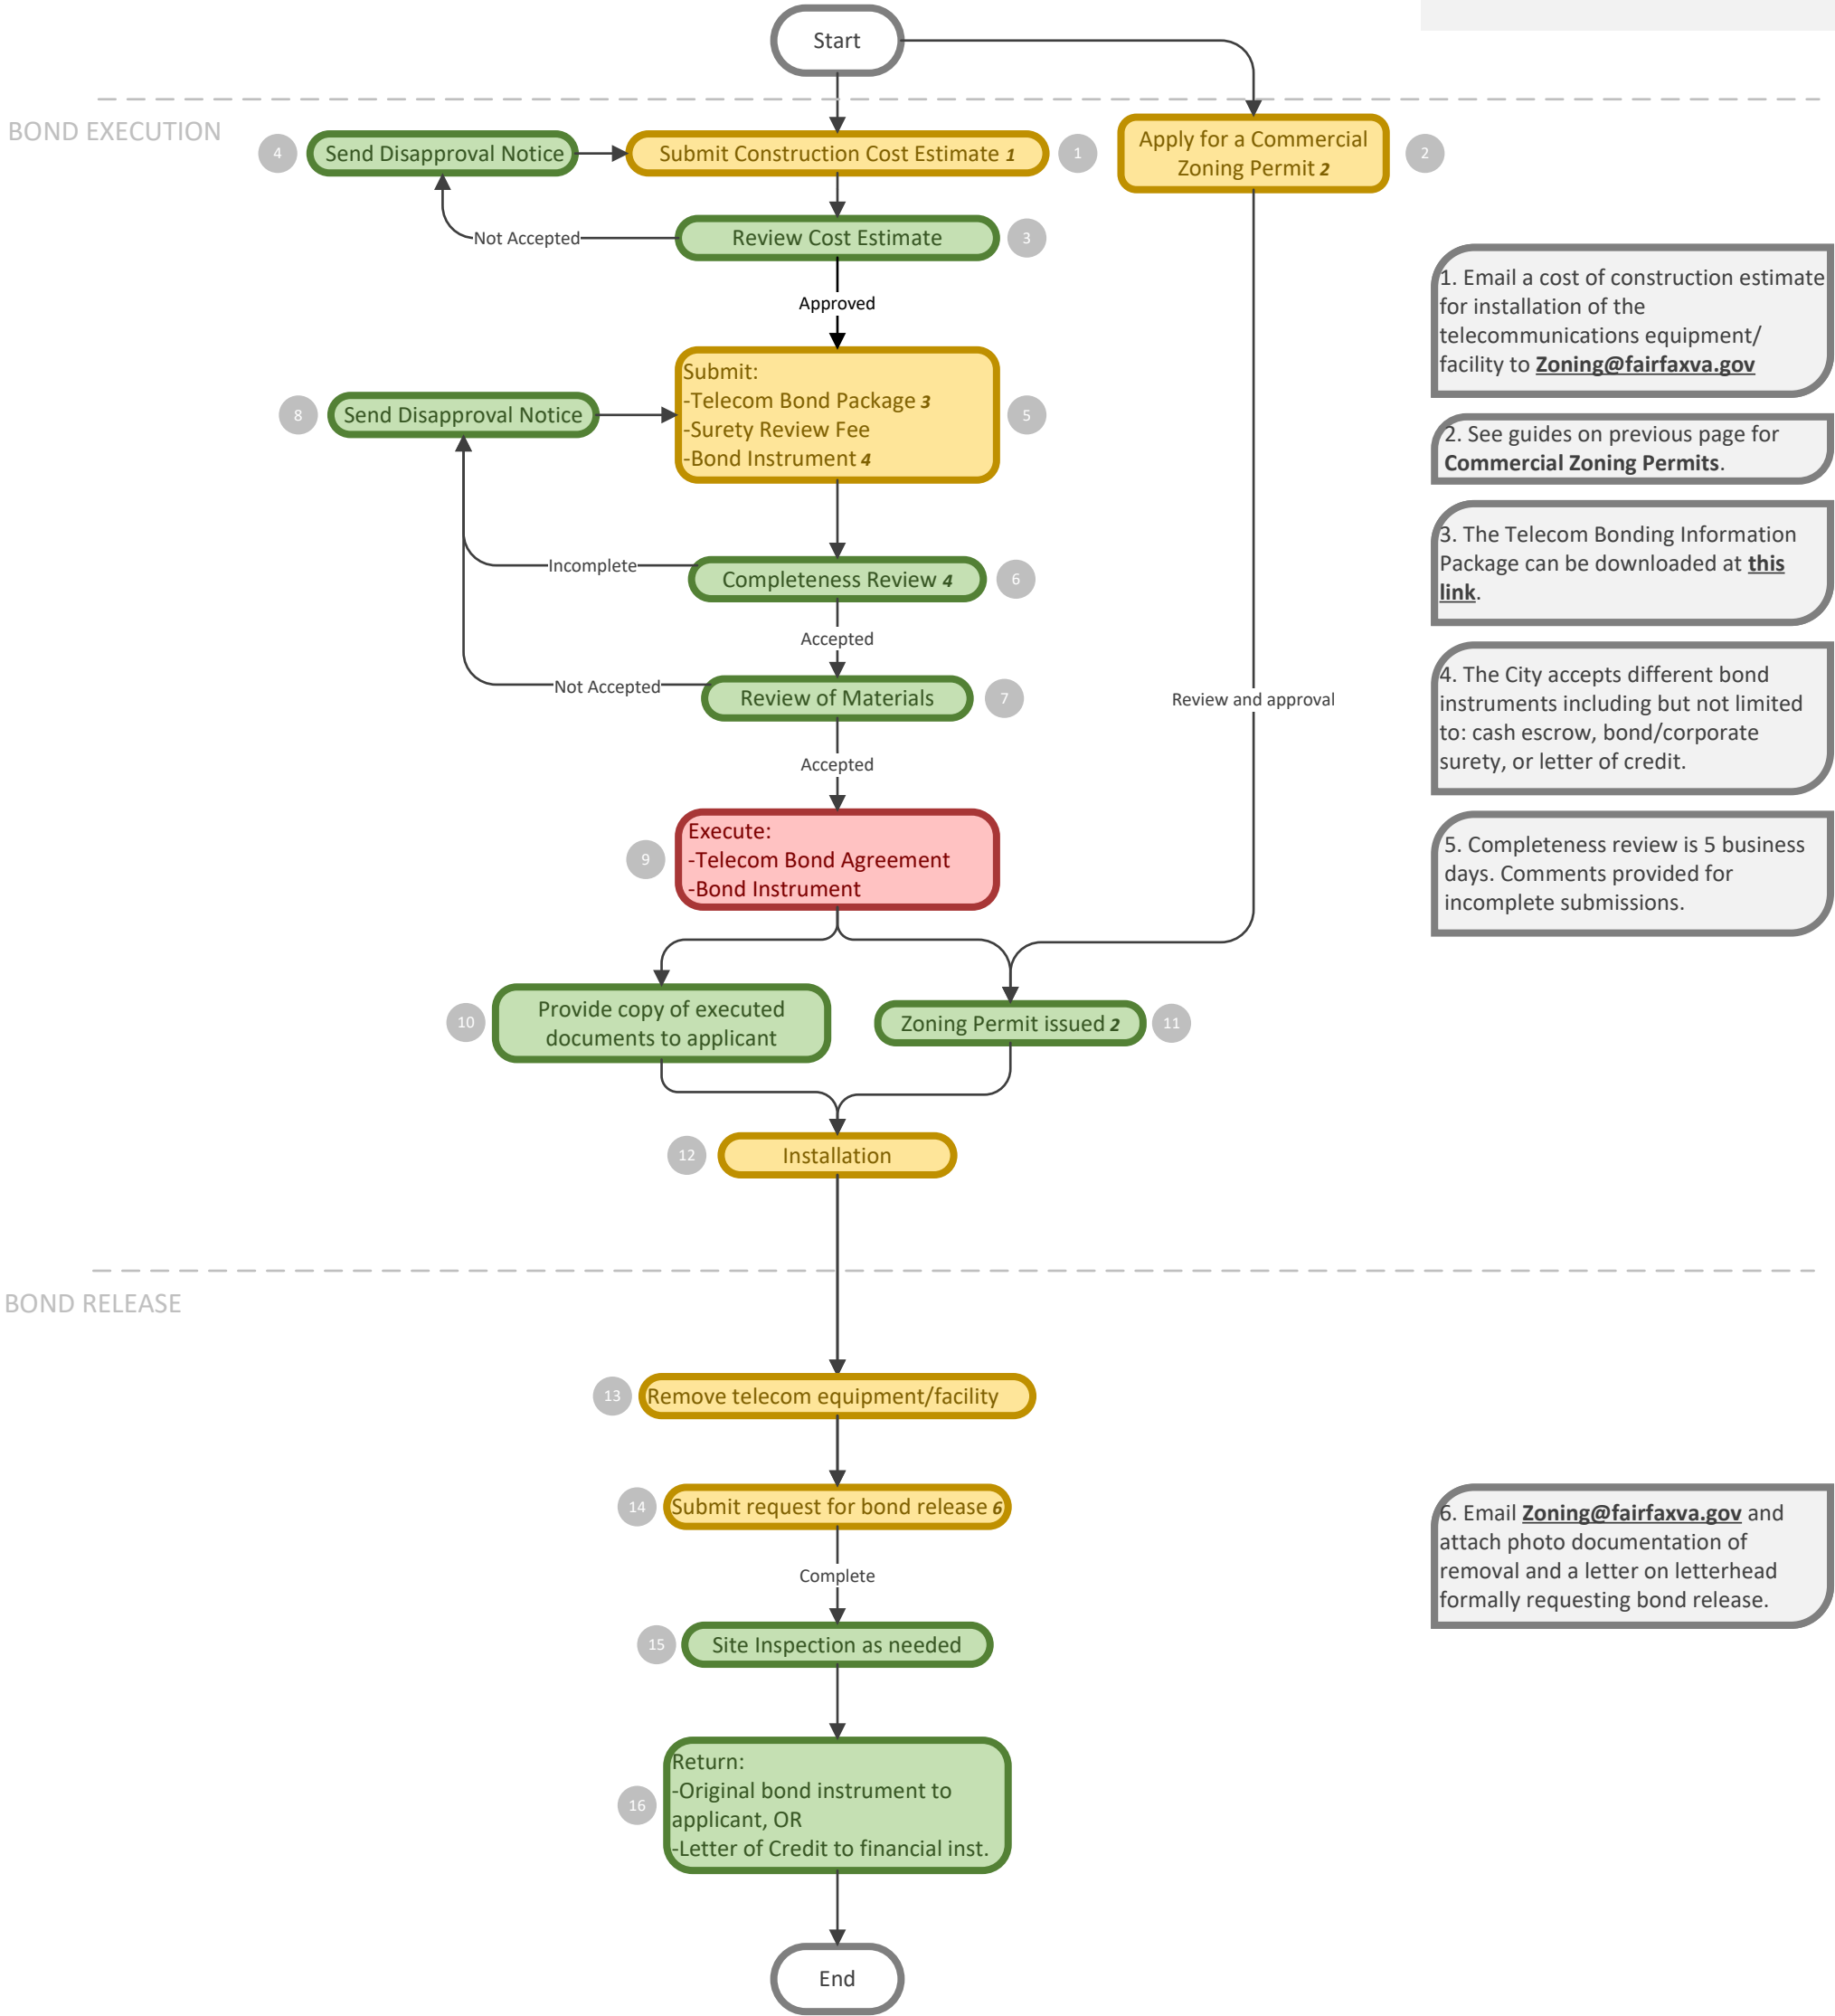 Start
BOND EXECUTION
4
Send Disapproval Notice
Submit Construction Cost Estimate 1
1
Apply for a Commercial
Zoning Permit 2
2
Not Accepted
Review Cost Estimate
3
Approved
1. Email a cost of construction estimate
for installation of the
telecommunications equipment/
facility to Zoning@fairfaxva.gov
8
Send Disapproval Notice
Submit:
-Telecom Bond Package 3
-Surety Review Fee
-Bond Instrument 4
5
2. See guides on previous page for
Commercial Zoning Permits.
Incomplete
Completeness Review 4
6
3. The Telecom Bonding Information
Package can be downloaded at this
link.
Accepted
Not Accepted
Review of Materials
7
Review and approval
4. The City accepts different bond
instruments including but not limited
to: cash escrow, bond/corporate
surety, or letter of credit.
Accepted
9
Execute:
-Telecom Bond Agreement
-Bond Instrument
5. Completeness review is 5 business
days. Comments provided for
incomplete submissions.
10
Provide copy of executed
documents to applicant
Zoning Permit issued 2
11
12
Installation
BOND RELEASE
13
Remove telecom equipment/facility
14
Submit request for bond release 6
6. Email Zoning@fairfaxva.gov and
attach photo documentation of
removal and a letter on letterhead
formally requesting bond release.
Complete
15
Site Inspection as needed
16
Return:
-Original bond instrument to
applicant, OR
-Letter of Credit to financial inst.
End